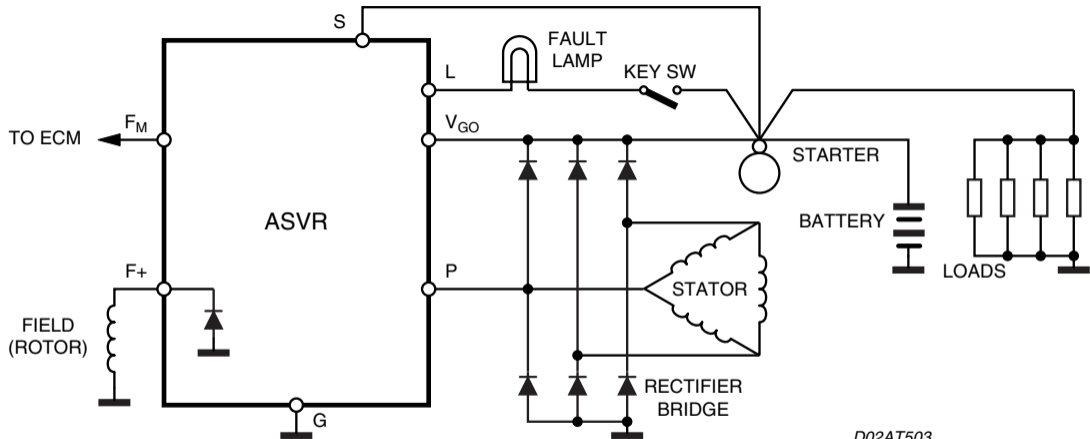 S
L
FAULT
LAMP
KEY SW
TO ECM
FM
VGO
STARTER
ASVR
BATTERY
F+
P
STATOR
LOADS
FIELD
(ROTOR)
RECTIFIER
BRIDGE
G
D02AT503